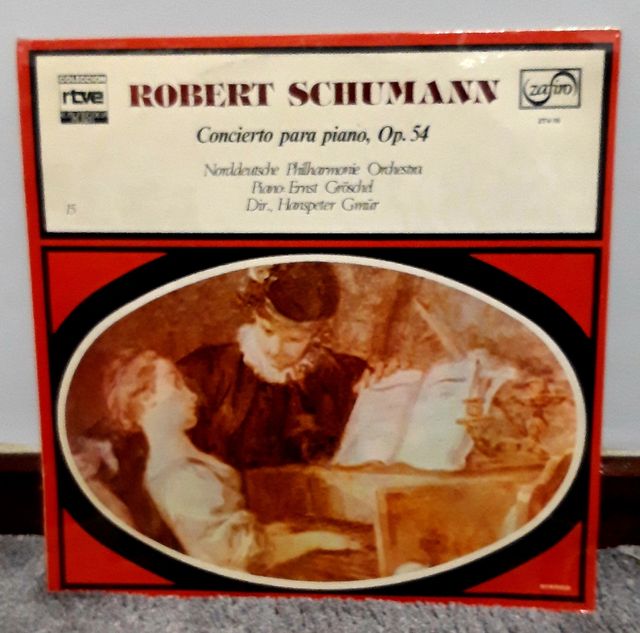 COLECCION
rtve
ROBERT SCHUMANN
zafiro
Concierto para piano, Op. 54
Norddeutsche Philharmonie Orchestra
Piano: Ernst Gröschel
Dir., Hanspeter Gmür
15